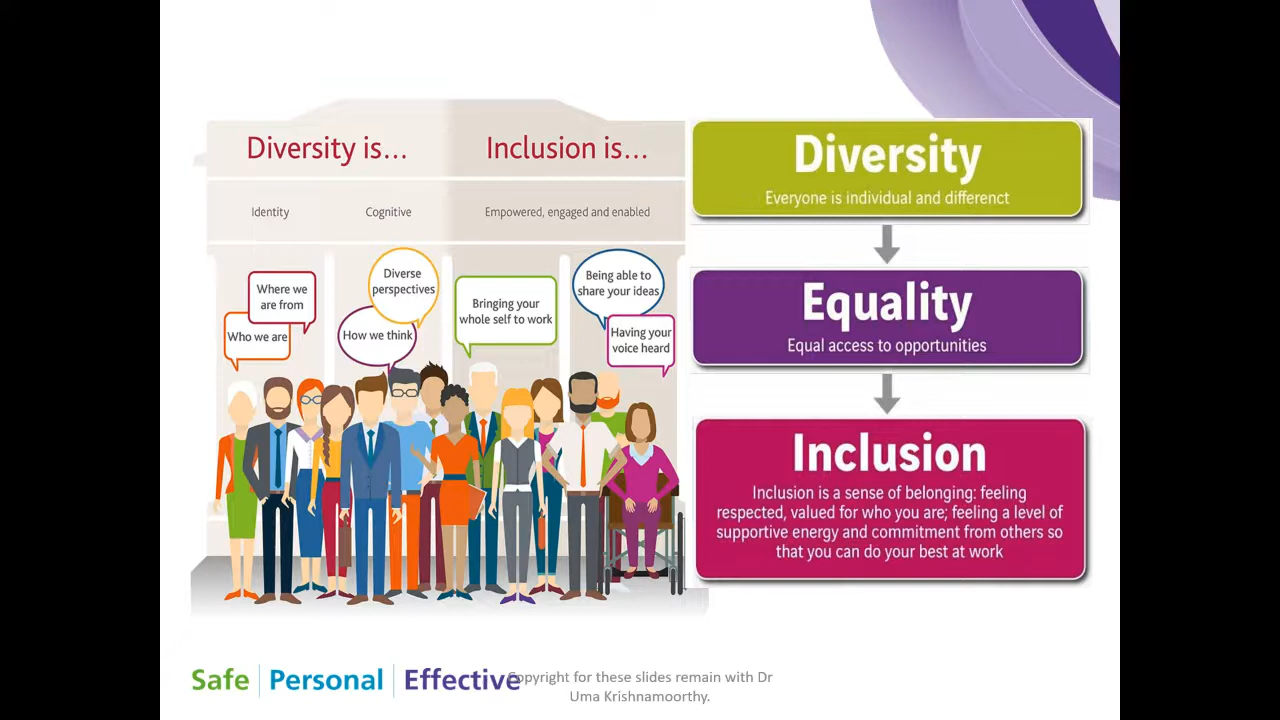 Diversity is...
Inclusion is...
Identity
Cognitive
Empowered, engaged and enabled
Where we
are from
Who we are
Diverse
perspectives
How we think
Bringing your
whole self to work
Being able to
share your ideas
Having your
voice heard
Diversity
Everyone is individual and differenct
Equality
Equal access to opportunities
Inclusion
Inclusion is a sense of belonging: feeling
respected, valued for who you are; feeling a level of
supportive energy and commitment from others so
that you can do your best at work
Safe Personal Effective
Copyright for these slides remain with Dr
Uma Krishnamoorthy.